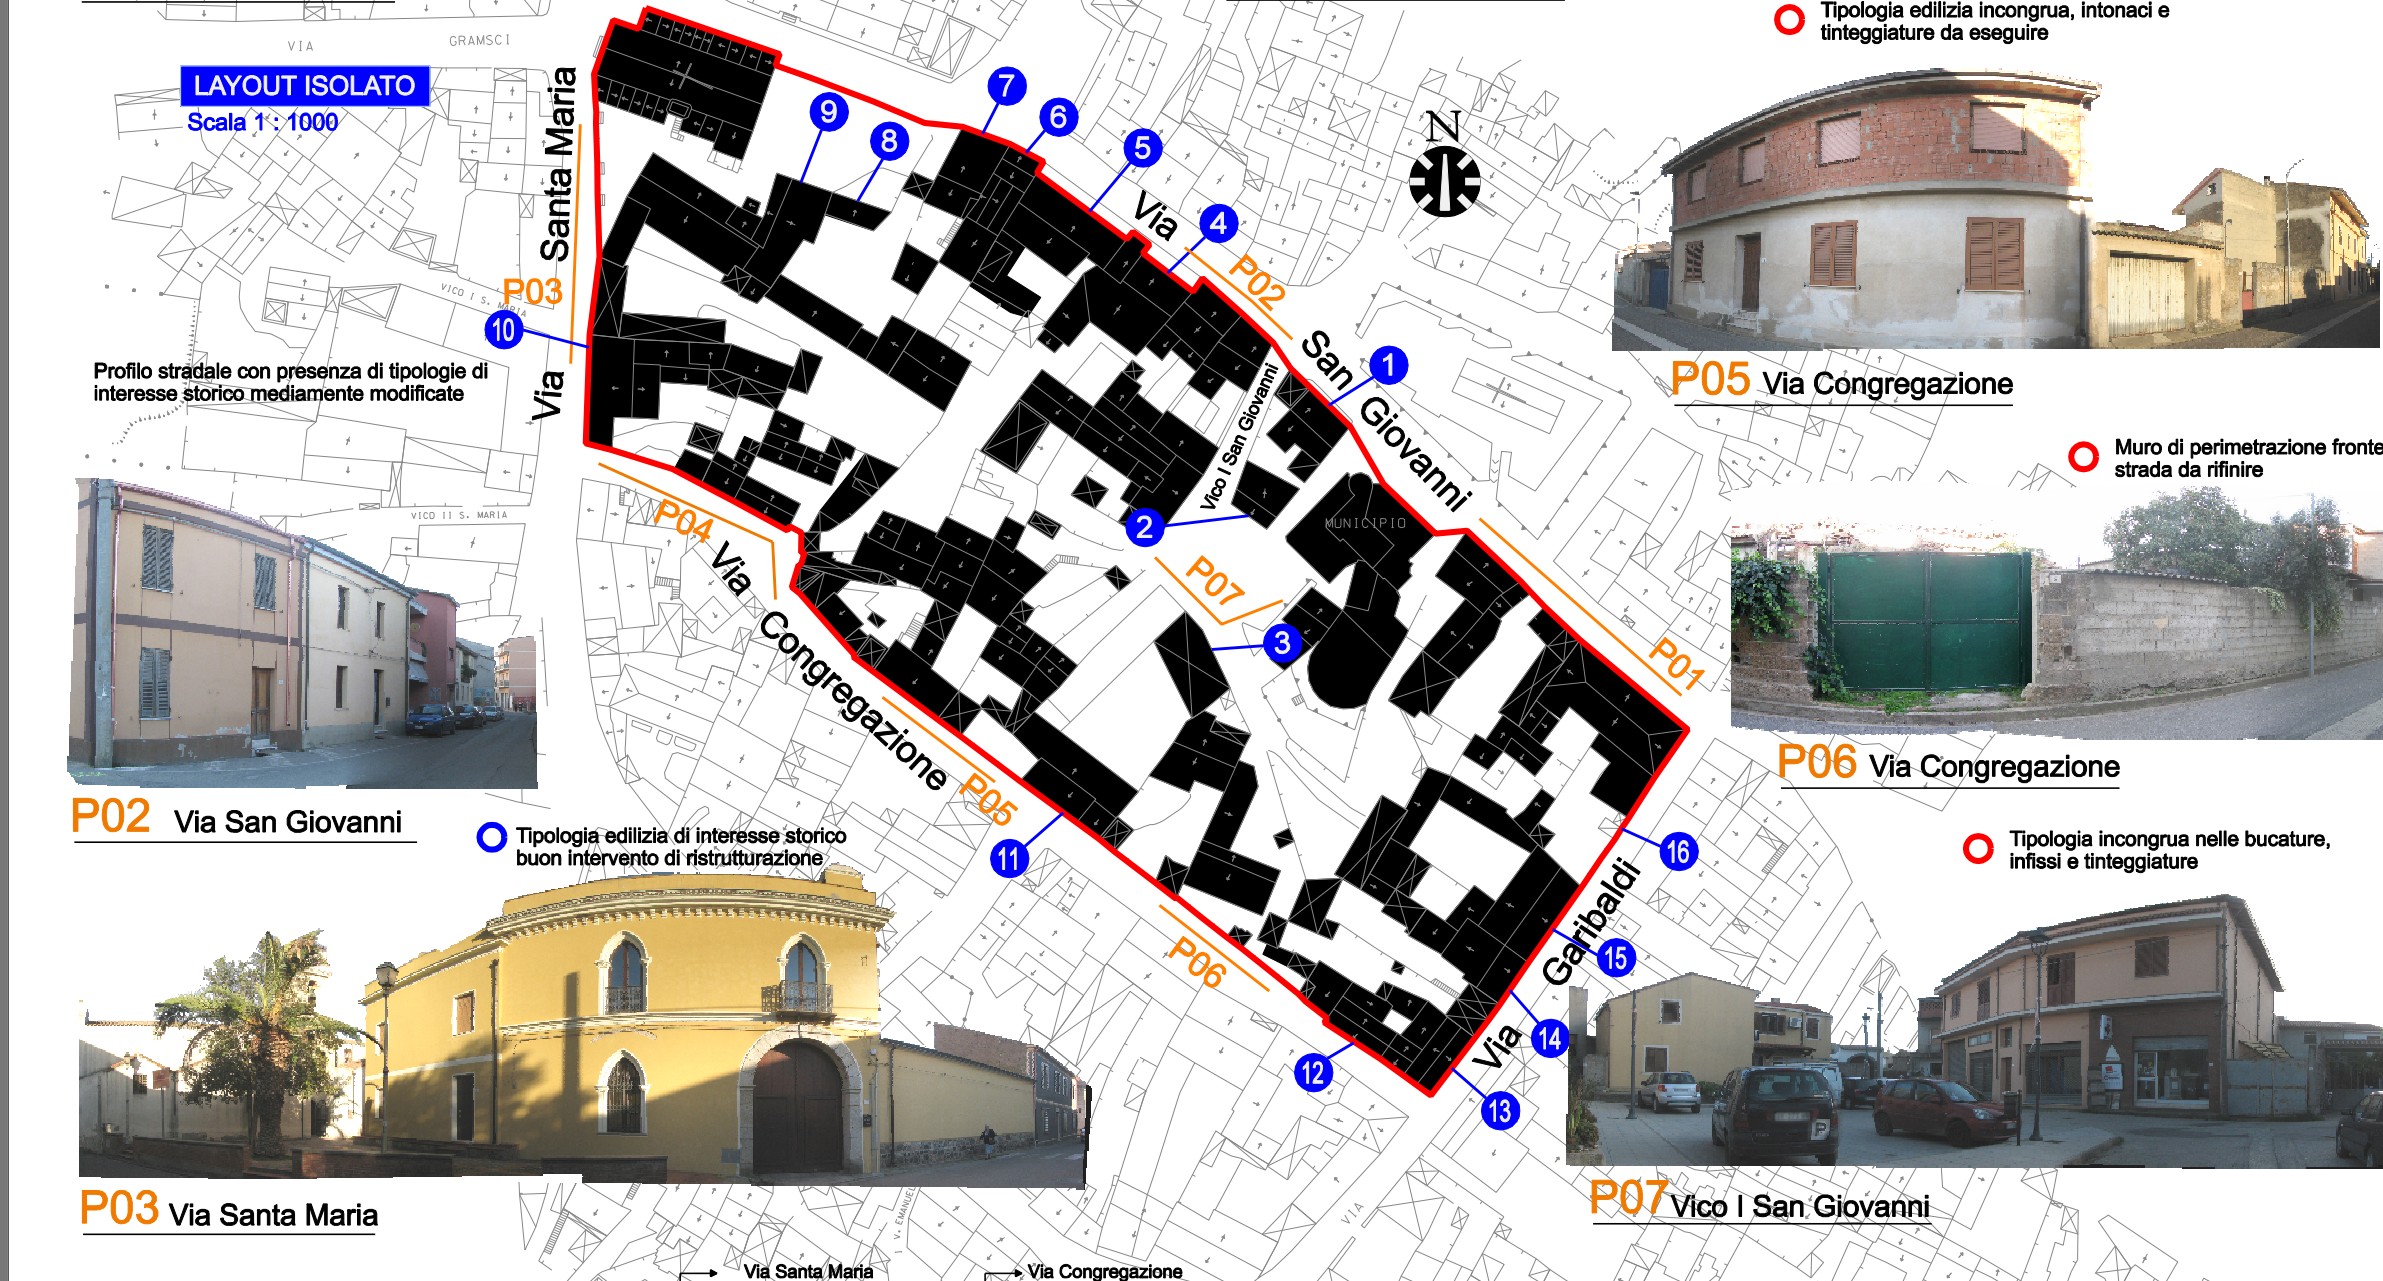 VIA GRAMSCI
LAYOUT ISOLATO
Scala 1 : 1000
Via Santa Maria
P03
VICO I S. MARIA
10
Profilo stradale con presenza di tipologie di
interesse storico mediamente modificate
VICO II S. MARIA
9
8
7
6
5
4
Via San Giovanni
P02
1
Vico I San Giovanni
2
MUNICIPIO
P07
3
P01
P04
Via Congregazione
P05
11
P06
12
13
14
15
16
Via Garibaldi
N
Tipologia edilizia incongrua, intonaci e
tinteggiature da eseguire
P05 Via Congregazione
Muro di perimetrazione fronte
strada da rifinire
P06 Via Congregazione
Tipologia incongrua nelle bucature,
infissi e tinteggiature
P07 Vico I San Giovanni
P02 Via San Giovanni
Tipologia edilizia di interesse storico
buon intervento di ristrutturazione
P03 Via Santa Maria
I V. EMANUEL
VIA
Via Santa Maria
Via Congregazione